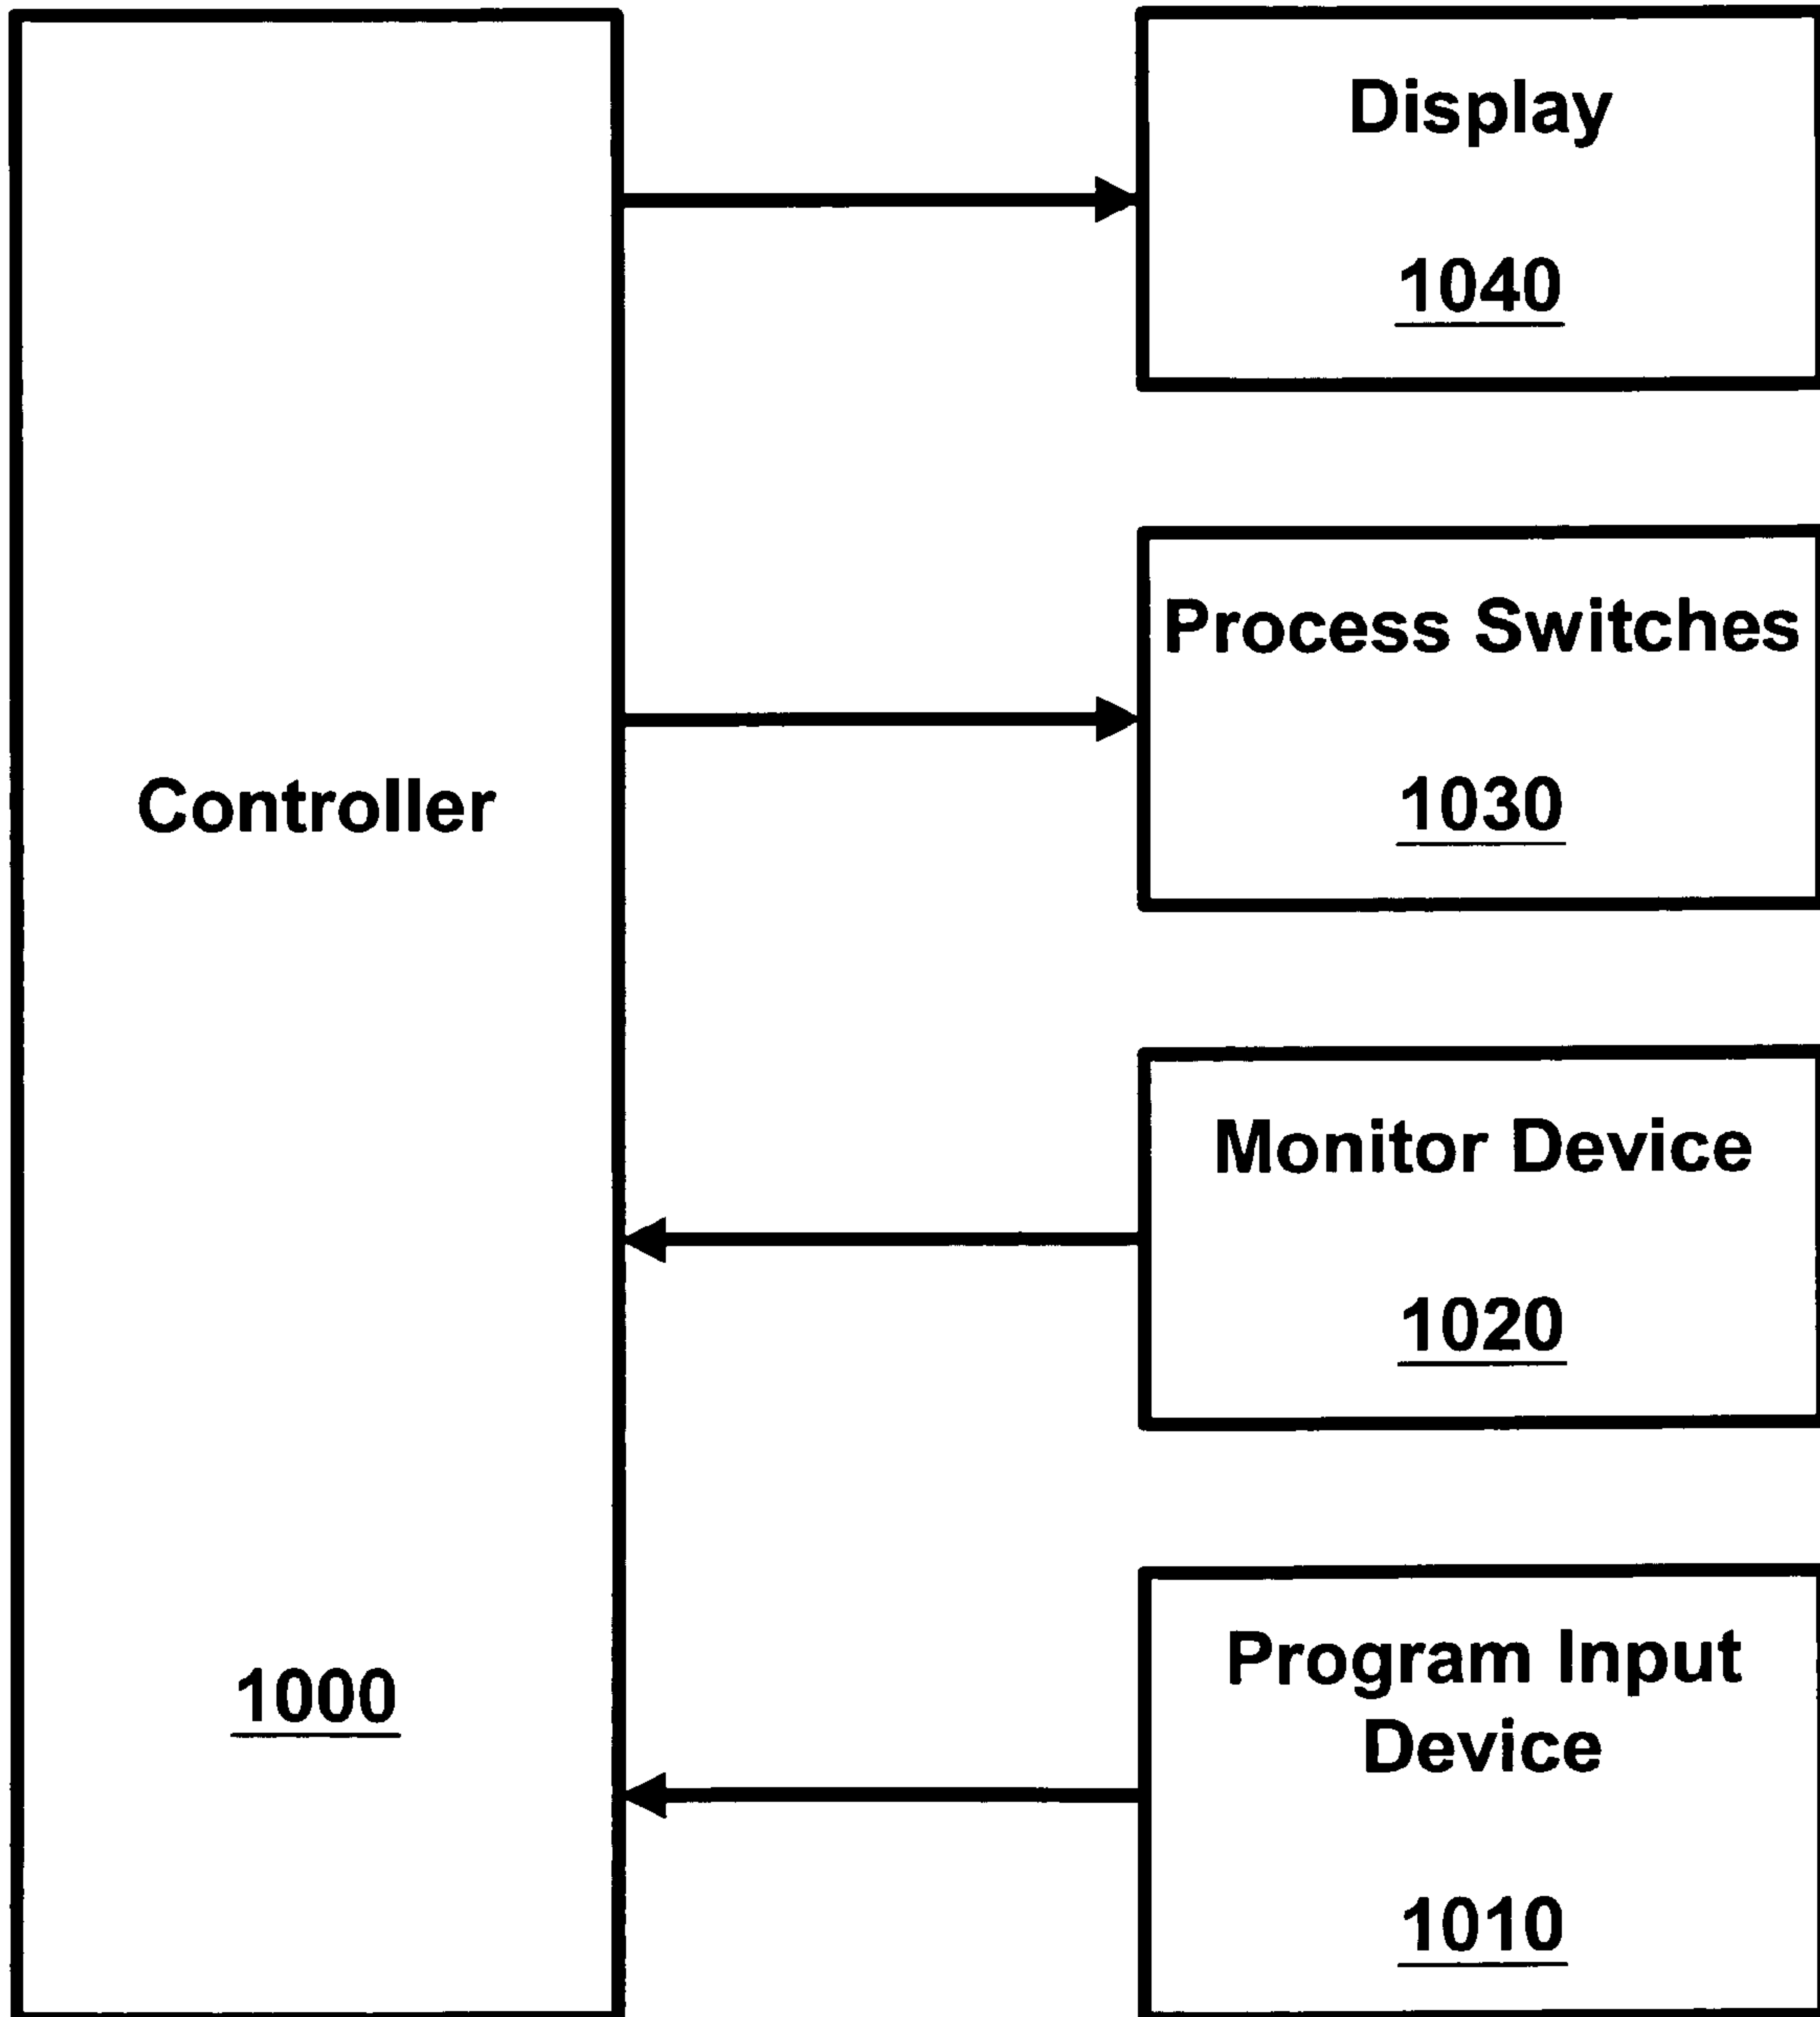 Controller
1000
Display
1040
Process Switches
1030
Monitor Device
1020
Program Input
Device
1010